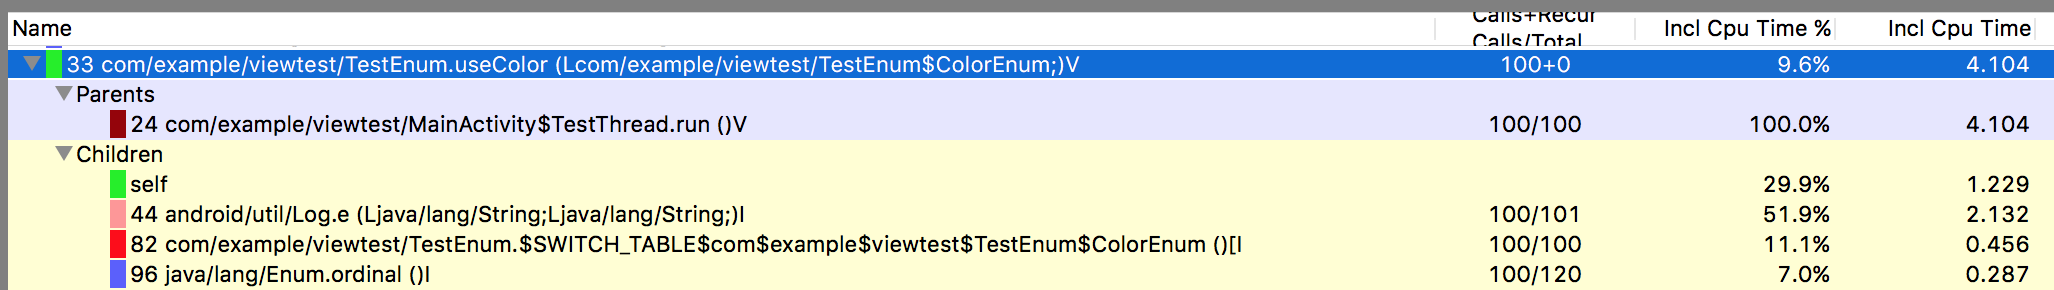 Name Calls+Recur Incl Cpu Time % Incl Cpu Time
Calls/Total
33 com/example/viewtest/TestEnum.useColor (Lcom/example/viewtest/TestEnum$ColorEnum;)V 100+0 9.6% 4.104
Parents
24 com/example/viewtest/MainActivity$TestThread.run ()V 100/100 100.0% 4.104
Children
self 29.9% 1.229
44 android/util/Log.e (Ljava/lang/String;Ljava/lang/String;)I 100/101 51.9% 2.132
82 com/example/viewtest/TestEnum.$SWITCH_TABLE$com$example$viewtest$TestEnum$ColorEnum ()[I 100/100 11.1% 0.456
96 java/lang/Enum.ordinal ()I 100/120 7.0% 0.287